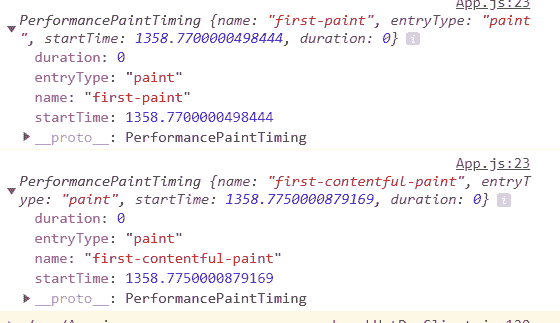 App.js:23
PerformancePaintTiming {name: "first-paint", entryType: "paint
", startTime: 1358.7700000498444, duration: 0} i
duration: 0
entryType: "paint"
name: "first-paint"
startTime: 1358.7700000498444
__proto__: PerformancePaintTiming
App.js:23
PerformancePaintTiming {name: "first-contentful-paint", entryT
ype: "paint", startTime: 1358.7750000879169, duration: 0} i
duration: 0
entryType: "paint"
name: "first-contentful-paint"
startTime: 1358.7750000879169
__proto__: PerformancePaintTiming